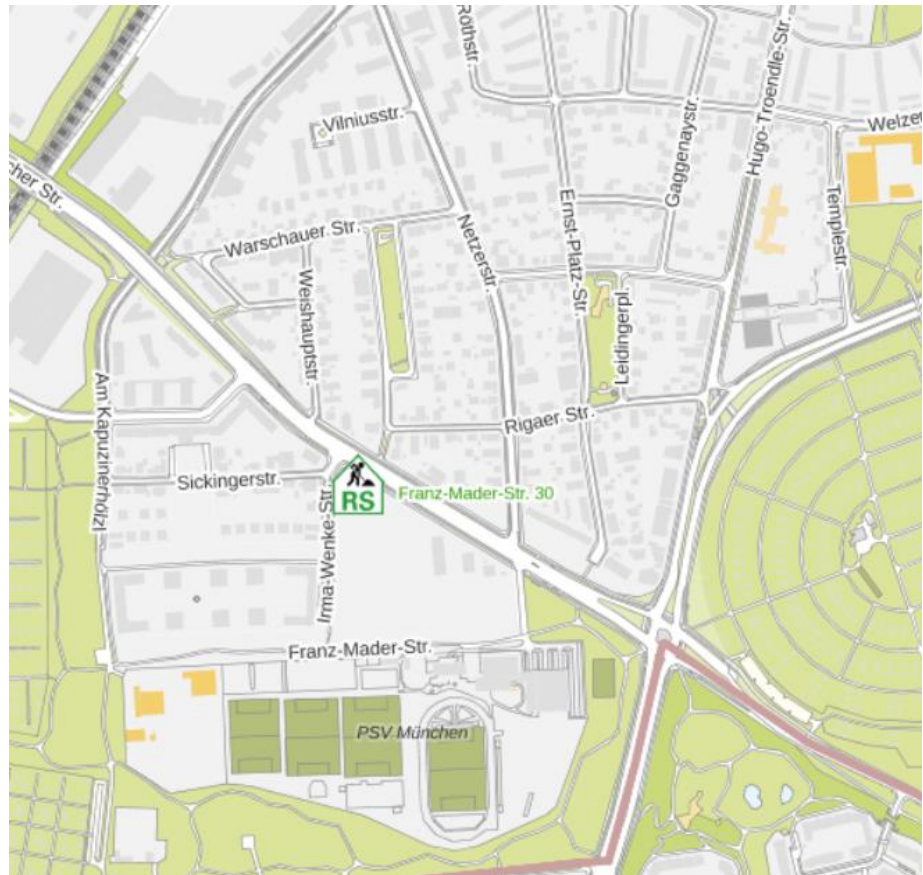 Rothstr.
Vilniusstr.
Hugo-Troendle-Str.
Gaggenaystr.
Welzen
cher Str.
Netzerstr.
Ernst-Platz-Str.
Templestr.
Warschauer Str.
Weishauptstr.
Leidingerpl.
Am Kapuzinerhölzl
Rigaer Str.
Sickingerstr.
RS
Franz-Mader-Str. 30
Irma-Wenke-Str.
Franz-Mader-Str.
PSV München